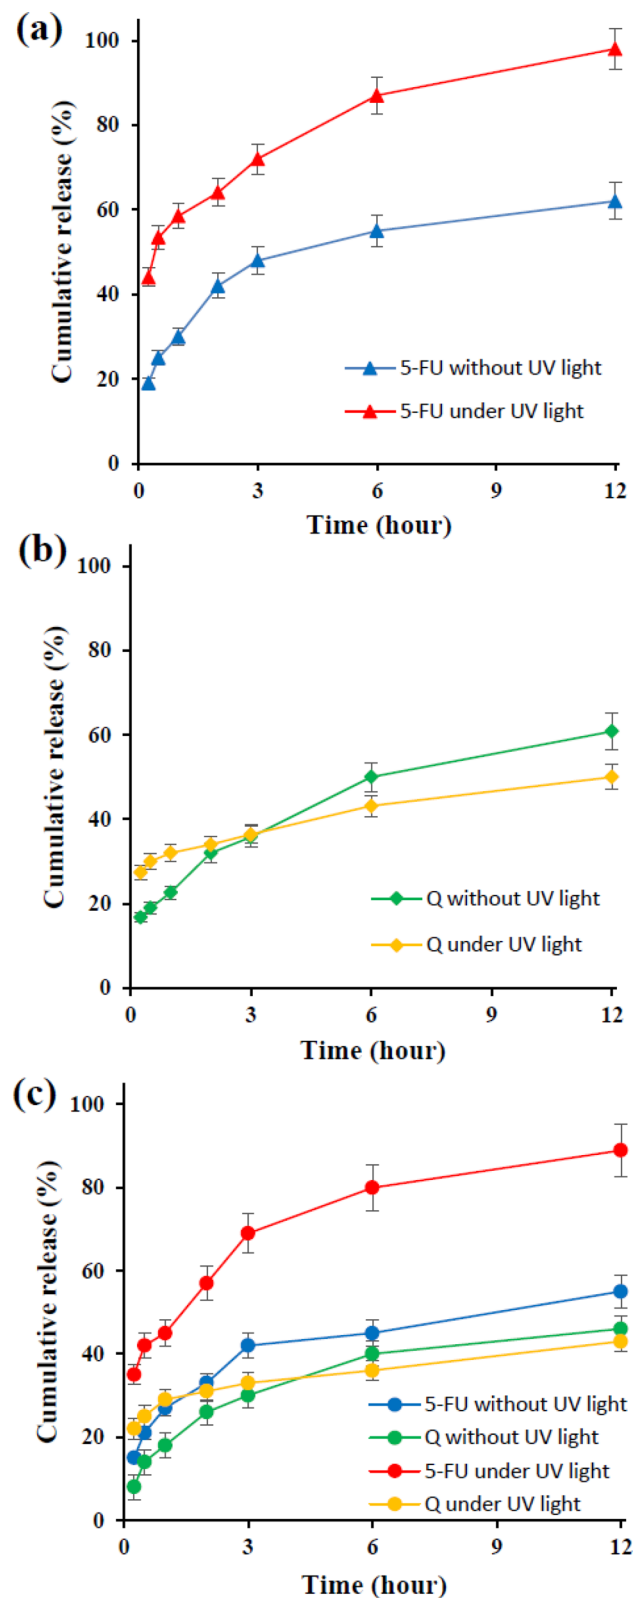 (a)
100
80
60
40
20
0
Cumulative release (%)
5-FU without UV light
5-FU under UV light
0 3 6 9 12
Time (hour)
(b)
100
80
60
40
20
0
Cumulative release (%)
Q without UV light
Q under UV light
0 3 6 9 12
Time (hour)
(c)
100
80
60
40
20
0
Cumulative release (%)
5-FU without UV light
Q without UV light
5-FU under UV light
Q under UV light
0 3 6 9 12
Time (hour)